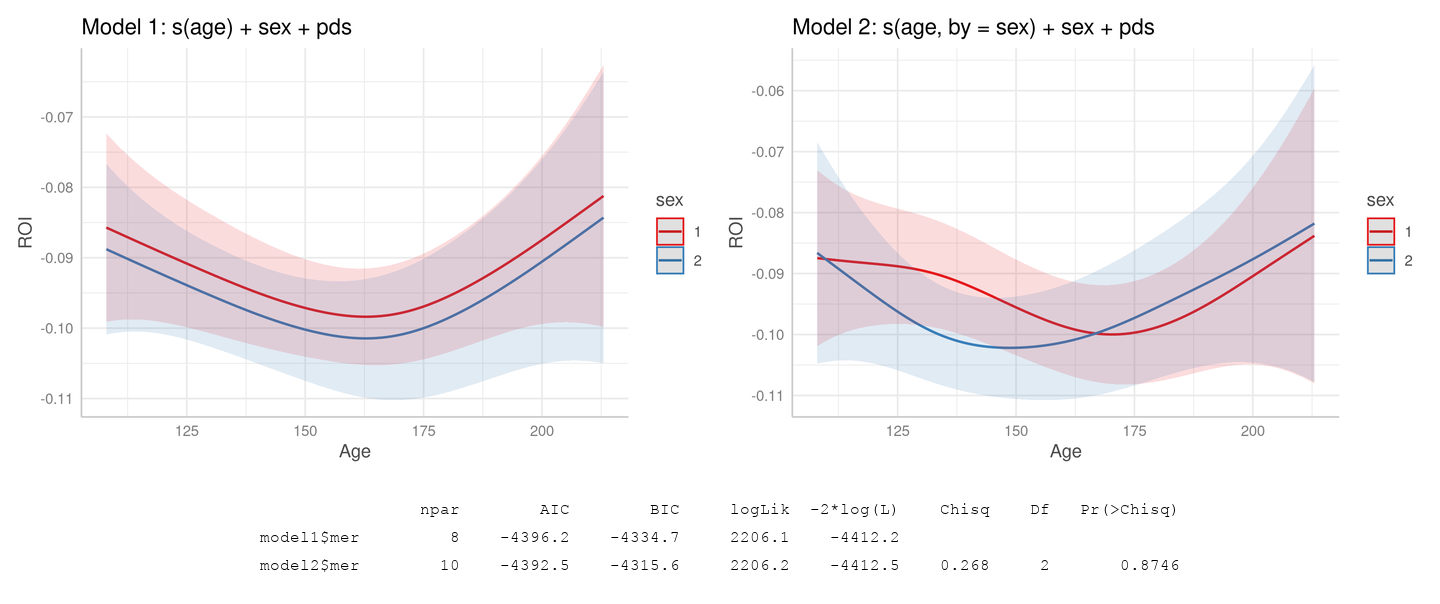 Model 1: s(age) + sex + pds
-0.07
-0.08
-0.09
-0.10
-0.11
ROI
125 150 175 200
Age
sex
1
2
Model 2: s(age, by = sex) + sex + pds
-0.06
-0.07
-0.08
-0.09
-0.10
-0.11
ROI
125 150 175 200
Age
sex
1
2
npar AIC BIC logLik -2*log(L) Chisq Df Pr(>Chisq)
model1$mer 8 -4396.2 -4334.7 2206.1 -4412.2
model2$mer 10 -4392.5 -4315.6 2206.2 -4412.5 0.268 2 0.8746